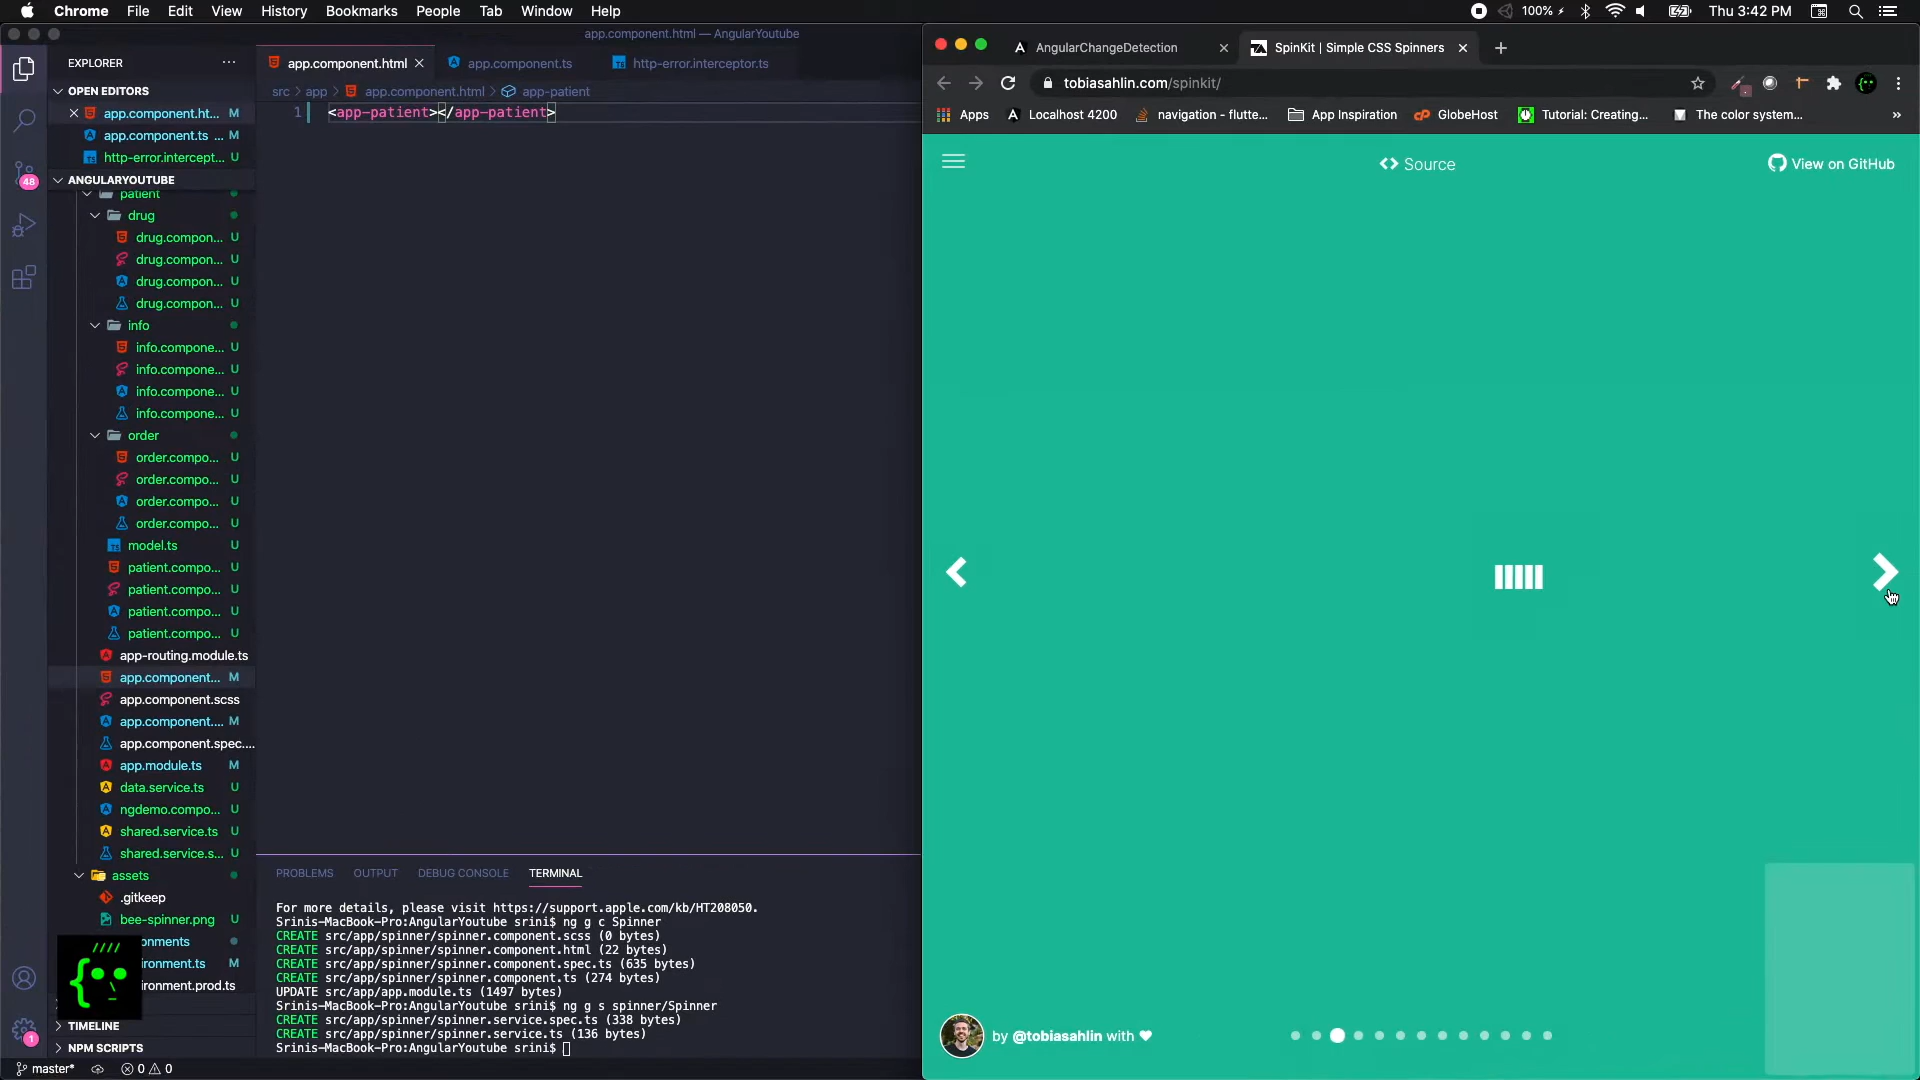 Chrome File Edit View History Bookmarks People Tab Window Help
100% Thu 3:42 PM
app.component.html — AngularYoutube
EXPLORER
app.component.html
app.component.ts
http-error.interceptor.ts
OPEN EDITORS
src > app > app.component.html > app-patient
app.component.ht... M
app.component.ts ... M
http-error.intercept... U
1 <app-patient></app-patient>
48
ANGULARYOUTUBE
patient
drug
drug.compon... U
drug.compon... U
drug.compon... U
drug.compon... U
info
info.compone... U
info.compone... U
info.compone... U
info.compone... U
order
order.compo... U
order.compo... U
order.compo... U
order.compo... U
model.ts U
patient.compo... U
patient.compo... U
patient.compo... U
patient.compo... U
app-routing.module.ts
app.component... M
app.component.scss
app.component.... M
app.component.spec....
app.module.ts M
data.service.ts U
ngdemo.compo... U
shared.service.ts U
shared.service.s... U
assets
.gitkeep
bee-spinner.png U
onments
ironment.ts M
ironment.prod.ts
TIMELINE
NPM SCRIPTS
1
master* 0 0
PROBLEMS OUTPUT DEBUG CONSOLE TERMINAL
For more details, please visit https://support.apple.com/kb/HT208050.
Srinis-MacBook-Pro:AngularYoutube srini$ ng g c Spinner
CREATE src/app/spinner/spinner.component.scss (0 bytes)
CREATE src/app/spinner/spinner.component.html (22 bytes)
CREATE src/app/spinner/spinner.component.spec.ts (635 bytes)
CREATE src/app/spinner/spinner.component.ts (274 bytes)
UPDATE src/app/app.module.ts (1497 bytes)
Srinis-MacBook-Pro:AngularYoutube srini$ ng g s spinner/Spinner
CREATE src/app/spinner/spinner.service.spec.ts (338 bytes)
CREATE src/app/spinner/spinner.service.ts (136 bytes)
Srinis-MacBook-Pro:AngularYoutube srini$
AngularChangeDetection
SpinKit | Simple CSS Spinners
tobiasahlin.com/spinkit/
Apps Localhost 4200 navigation - flutte... App Inspiration GlobeHost Tutorial: Creating... The color system... »
<> Source
View on GitHub
by @tobiasahlin with ♥